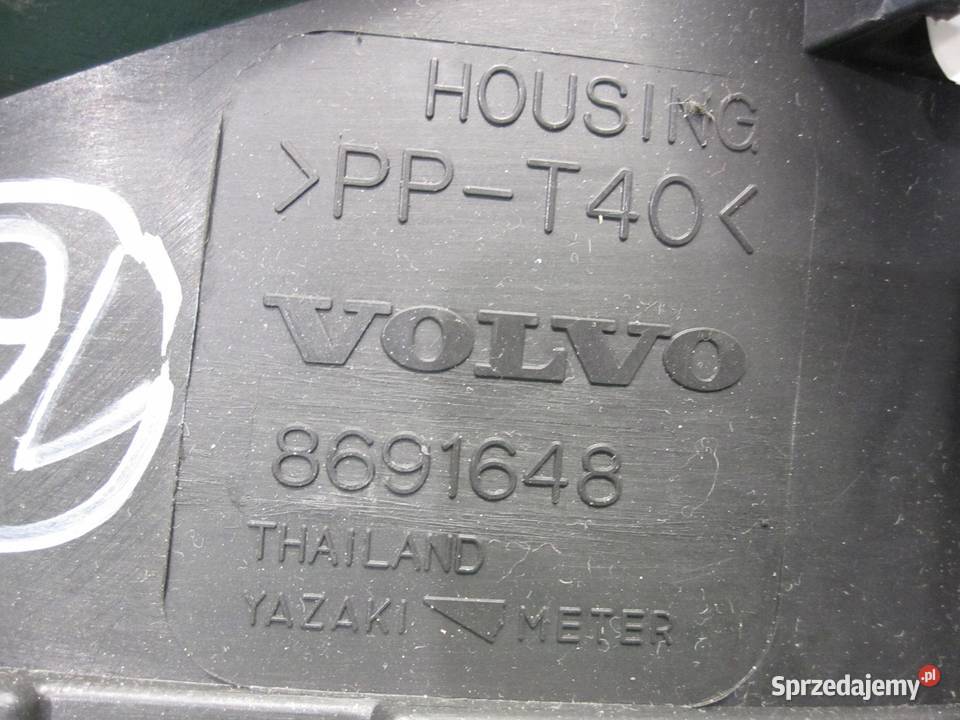 HOUSING
>PP-T40<
VOLVO
8691648
THAiLAND
YAZAKI METER
Sprzedajemy.pl